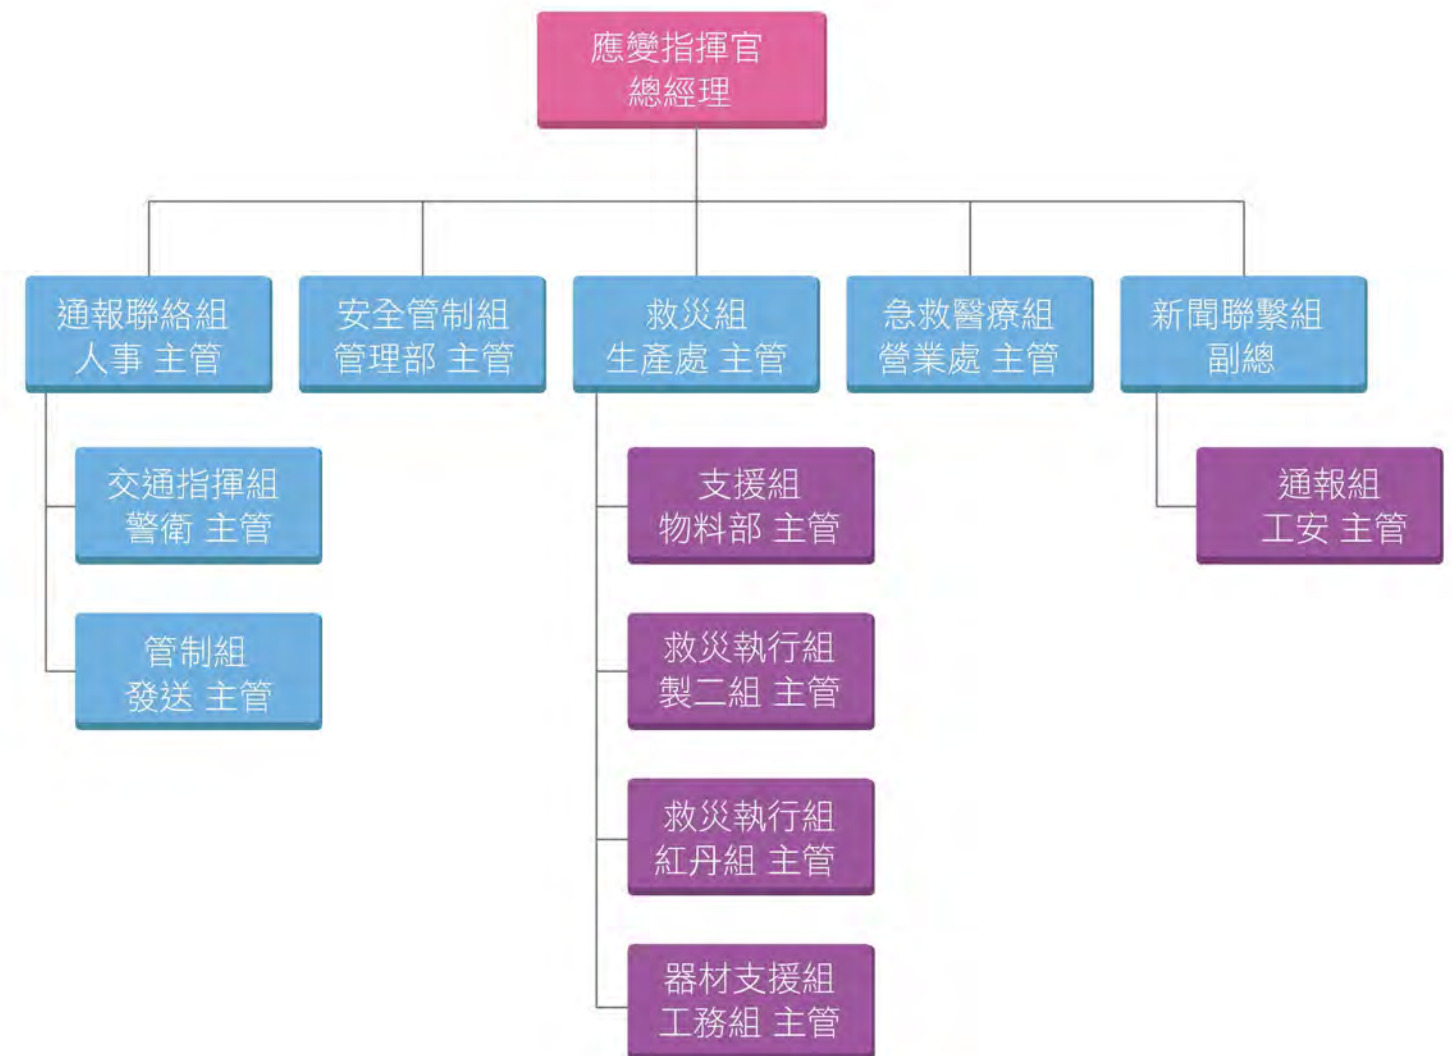 應變指揮官
總經理
通報聯絡組
人事 主管
安全管制組
管理部 主管
救災組
生產處 主管
急救醫療組
營業處 主管
新聞聯繫組
副總
交通指揮組
警衛 主管
管制組
發送 主管
支援組
物料部 主管
救災執行組
製二組 主管
救災執行組
紅丹組 主管
器材支援組
工務組 主管
通報組
工安 主管